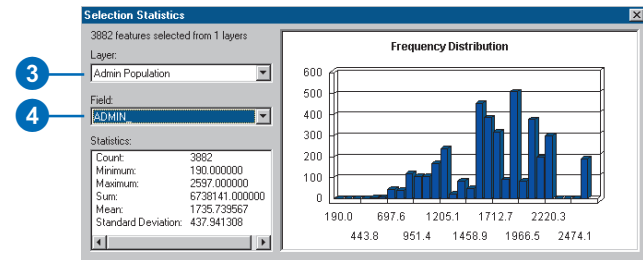 Selection Statistics
3882 features selected from 1 layers
3
Layer:
Admin Population
4
Field:
ADMIN_
Statistics:
Count: 3882
Minimum: 190.000000
Maximum: 2597.000000
Sum: 6738141.000000
Mean: 1735.739567
Standard Deviation: 437.941308
Frequency Distribution
600
500
400
300
200
100
0
190.0 697.6 1205.1 1712.7 2220.3
443.8 951.4 1458.9 1966.5 2474.1